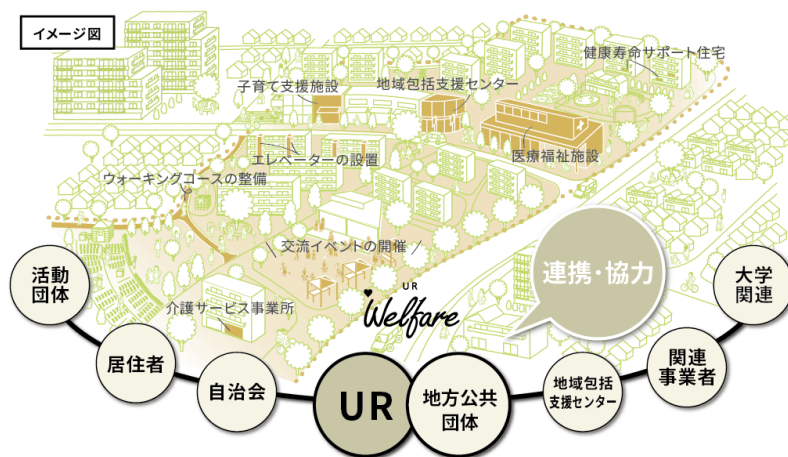 イメージ図
健康寿命サポート住宅
子育て支援施設
地域包括支援センター
エレベーターの設置
医療福祉施設
ウォーキングコースの整備
交流イベントの開催
介護サービス事業所
UR
Welfare
連携・協力
活動
団体
居住者
自治会
UR
地方公共
団体
地域包括
支援センター
関連
事業者
大学
関連